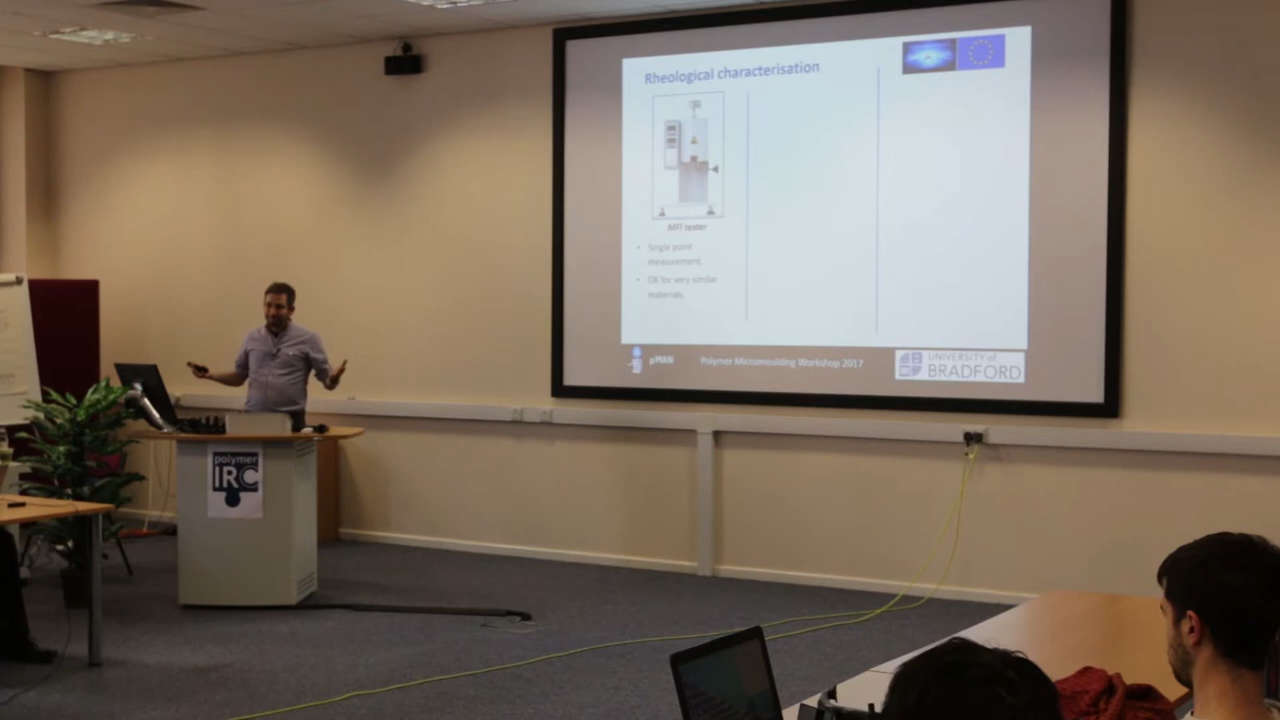 Rheological characterisation
MFI tester
• Single point
measurement.
• OK for very similar
materials
µMAN
Polymer Micromoulding Workshop 2017
UNIVERSITY of
BRADFORD
polymer
IRC